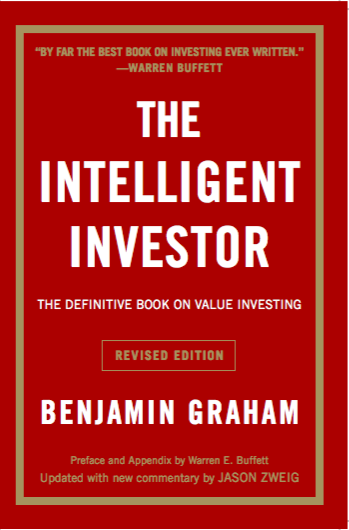 “BY FAR THE BEST BOOK ON INVESTING EVER WRITTEN.”
—WARREN BUFFETT
THE
INTELLIGENT
INVESTOR
THE DEFINITIVE BOOK ON VALUE INVESTING
REVISED EDITION
BENJAMIN GRAHAM
Preface and Appendix by Warren E. Buffett
Updated with new commentary by JASON ZWEIG